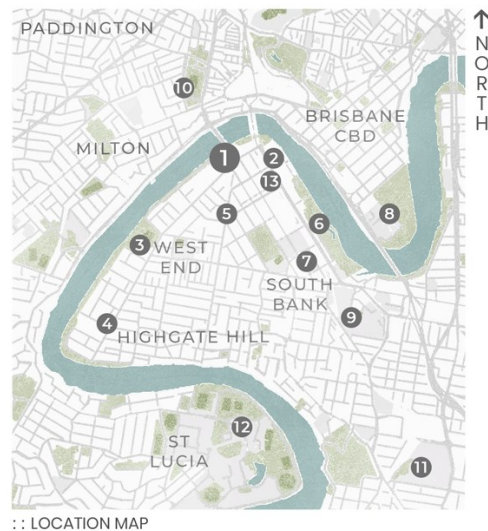 PADDINGTON
N
O
R
T
H
10
BRISBANE
CBD
MILTON
1
2
13
5
6
8
3
WEST
END
7
SOUTH
BANK
9
4
HIGHGATE HILL
12
ST
LUCIA
11
:: LOCATION MAP